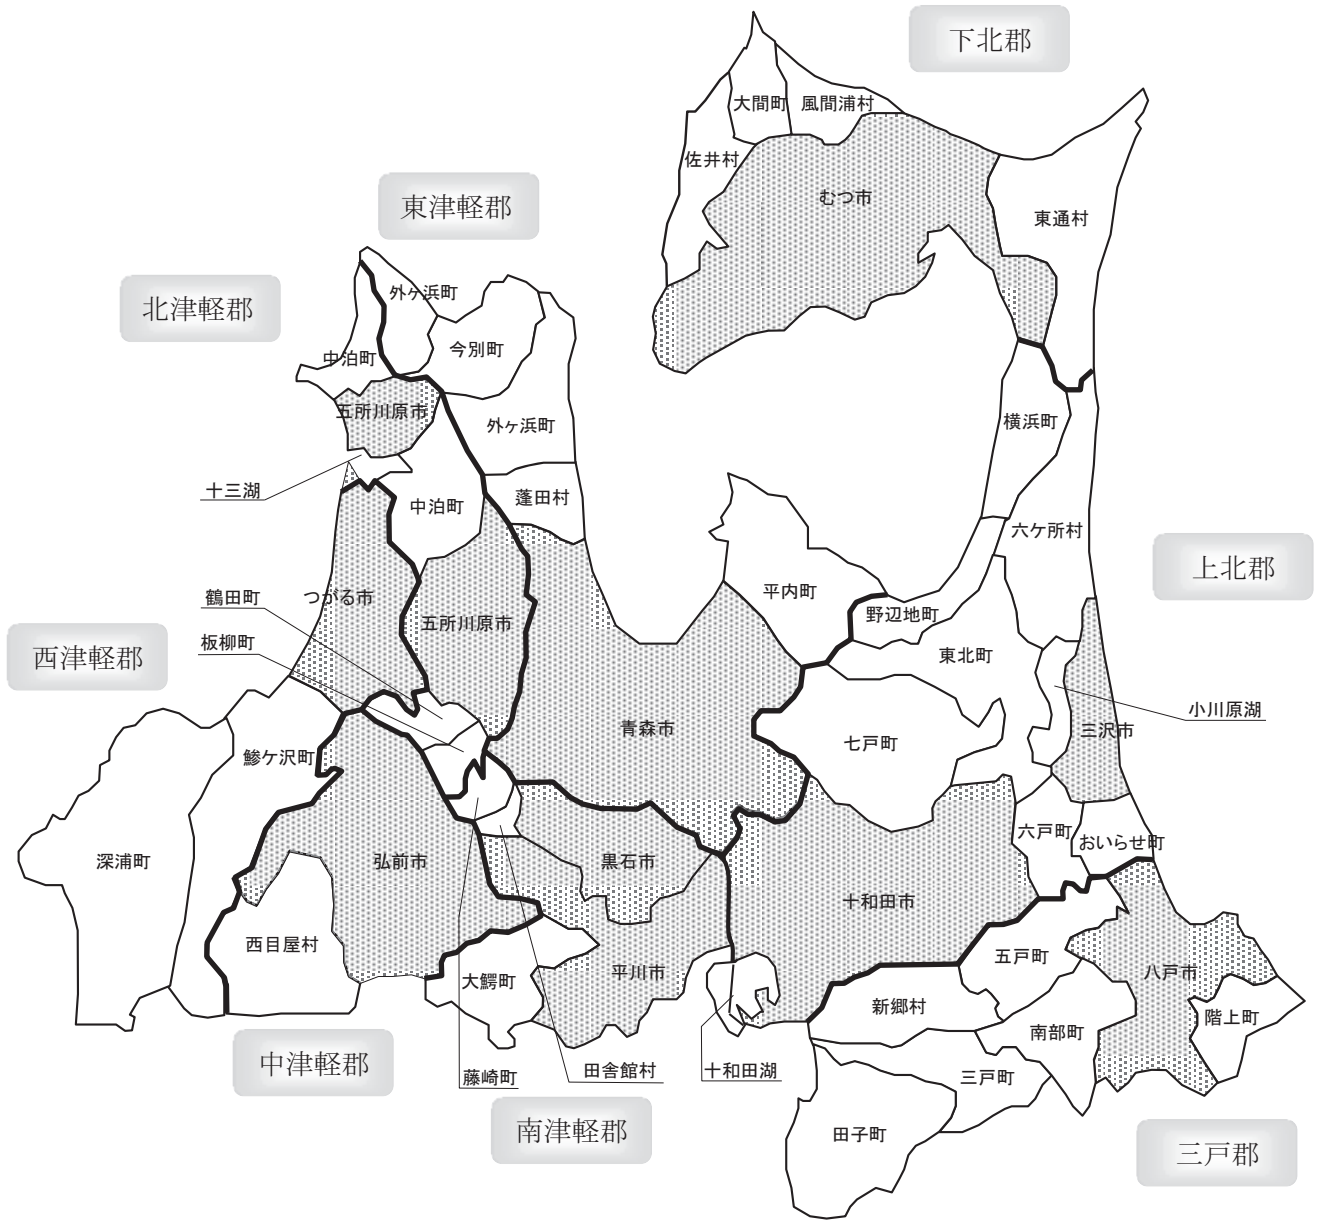 下北郡
大間町
風間浦村
佐井村
むつ市
東通村
東津軽郡
外ヶ浜町
北津軽郡
今別町
中泊町
五所川原市
外ヶ浜町
横浜町
十三湖
蓬田村
中泊町
六ケ所村
上北郡
鶴田町
つがる市
平内町
野辺地町
五所川原市
板柳町
西津軽郡
東北町
小川原湖
青森市
三沢市
七戸町
鰺ケ沢町
六戸町
おいらせ町
深浦町
弘前市
黒石市
十和田市
西目屋村
五戸町
大鰐町
平川市
八戸市
新郷村
階上町
南部町
中津軽郡
藤崎町
田舎館村
十和田湖
三戸町
南津軽郡
田子町
三戸郡